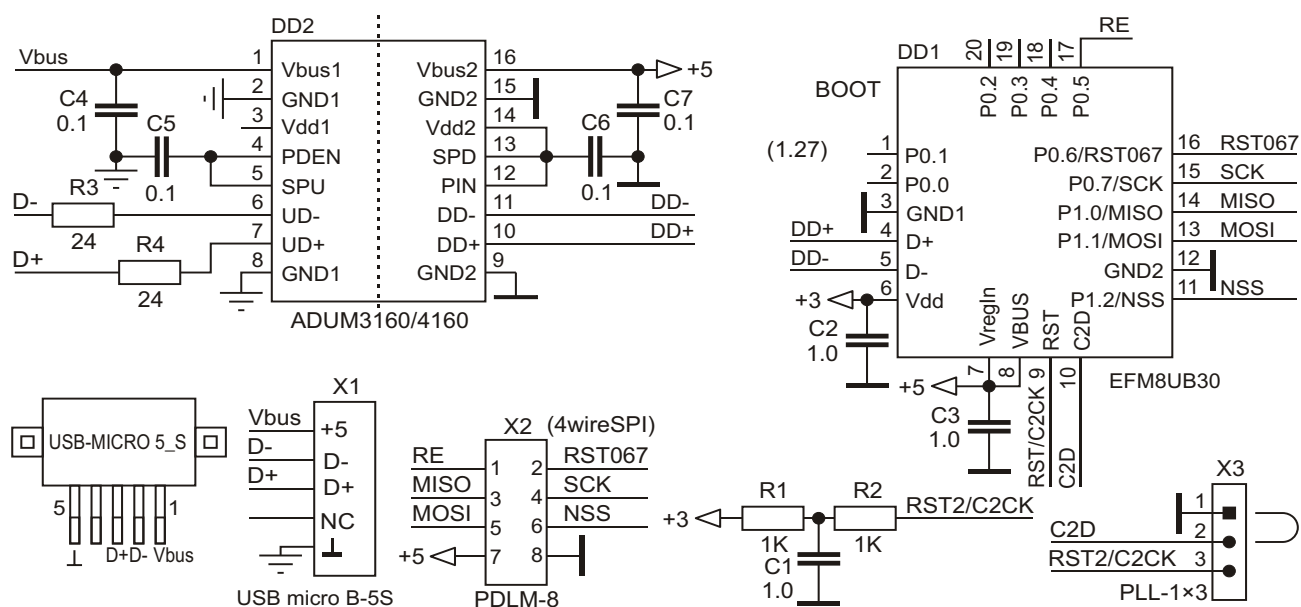 DD2
Vbus
1 Vbus1
2 GND1
3 Vdd1
4 PDEN
5 SPU
6 UD-
7 UD+
8 GND1
Vbus2 16
GND2 15
Vdd2 14
SPD 13
PIN 12
DD- 11
DD+ 10
GND2 9
ADUM3160/4160
C4
0.1
C5
0.1
D-
R3
24
D+
R4
24
+5
C7
0.1
C6
0.1
DD-
DD+
DD1
BOOT
(1.27)
20 19 18 17
RE
P0.2 P0.3 P0.4 P0.5
1 P0.1
2 P0.0
3 GND1
DD+ 4 D+
DD- 5 D-
+3 6 Vdd
P0.6/RST067 16 RST067
P0.7/SCK 15 SCK
P1.0/MISO 14 MISO
P1.1/MOSI 13 MOSI
GND2 12
P1.2/NSS 11 NSS
VregIn VBUS RST C2D
7 8 9 10
EFM8UB30
C2
1.0
+5
C3
1.0
RST/C2CK
C2D
USB-MICRO 5_S
5 1
⊥ D+D- Vbus
X1
Vbus +5
D- D-
D+ D+
NC
⊥
USB micro B-5S
X2 (4wireSPI)
RE 1 2 RST067
MISO 3 4 SCK
MOSI 5 6 NSS
+5 7 8
PDLM-8
+3
R1
1K
R2
1K
RST2/C2CK
C1
1.0
X3
1
C2D 2
RST2/C2CK 3
PLL-1×3